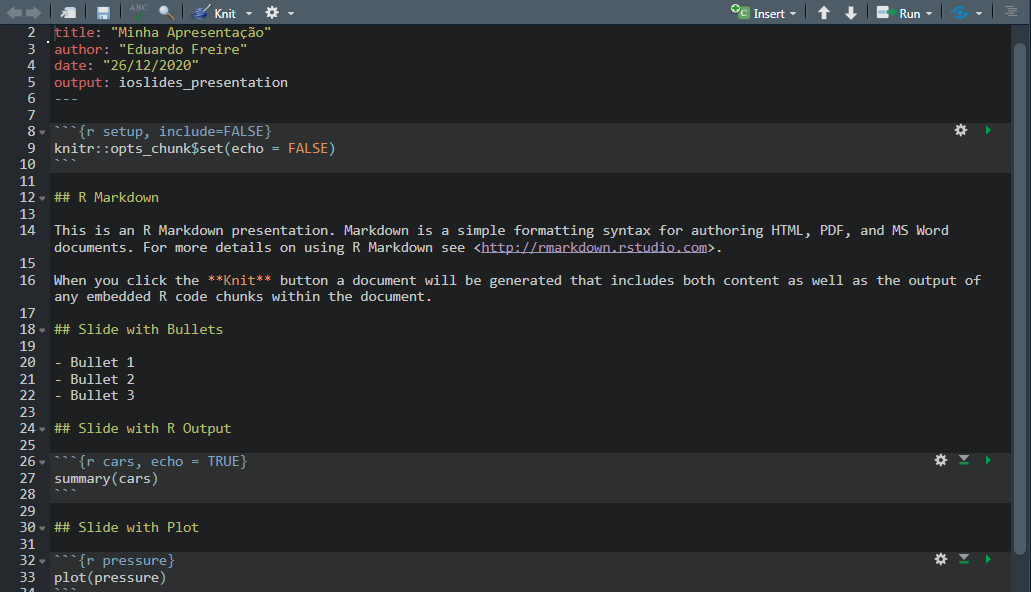 ABC Knit Insert Run
2 title: "Minha Apresentação"
3 author: "Eduardo Freire"
4 date: "26/12/2020"
5 output: ioslides_presentation
6 ---
7
8 ```{r setup, include=FALSE}
9 knitr::opts_chunk$set(echo = FALSE)
10 ```
11
12 ## R Markdown
13
14 This is an R Markdown presentation. Markdown is a simple formatting syntax for authoring HTML, PDF, and MS Word
documents. For more details on using R Markdown see <http://rmarkdown.rstudio.com>.
15
16 When you click the **Knit** button a document will be generated that includes both content as well as the output of
any embedded R code chunks within the document.
17
18 ## Slide with Bullets
19
20 - Bullet 1
21 - Bullet 2
22 - Bullet 3
23
24 ## Slide with R Output
25
26 ```{r cars, echo = TRUE}
27 summary(cars)
28 ```
29
30 ## Slide with Plot
31
32 ```{r pressure}
33 plot(pressure)
34 ```